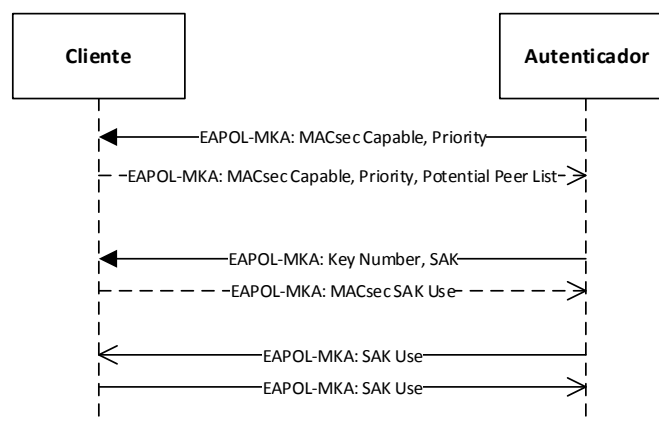 Cliente
Autenticador
EAPOL-MKA: MACsec Capable, Priority
EAPOL-MKA: MACsec Capable, Priority, Potential Peer List
EAPOL-MKA: Key Number, SAK
EAPOL-MKA: MACsec SAK Use
EAPOL-MKA: SAK Use
EAPOL-MKA: SAK Use